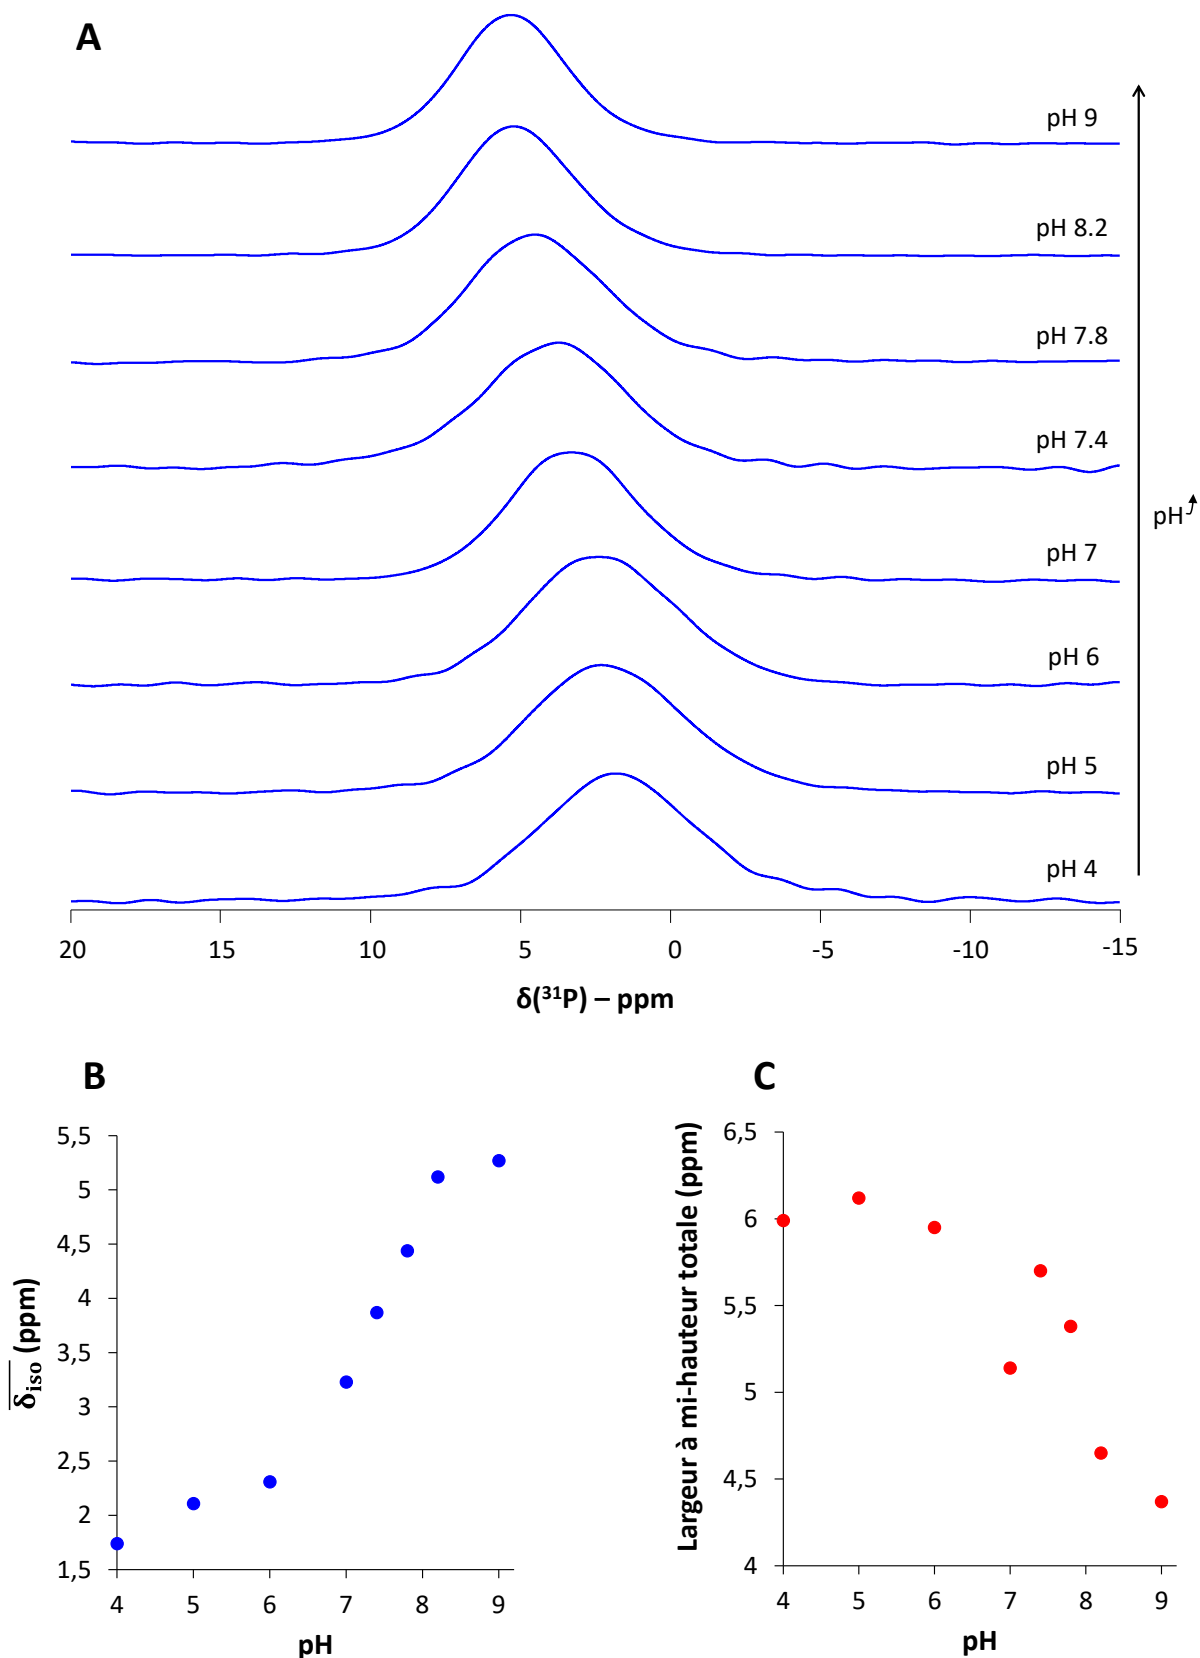 A
pH 9
pH 8.2
pH 7.8
pH 7.4
pH
pH 7
pH 6
pH 5
pH 4
20 15 10 5 0 -5 -10 -15
δ(³¹P) – ppm
B
5,5
5
4,5
4
3,5
3
2,5
2
1,5
4 5 6 7 8 9
pH
δiso (ppm)
C
6,5
6
5,5
5
4,5
4
4 5 6 7 8 9
pH
Largeur à mi-hauteur totale (ppm)